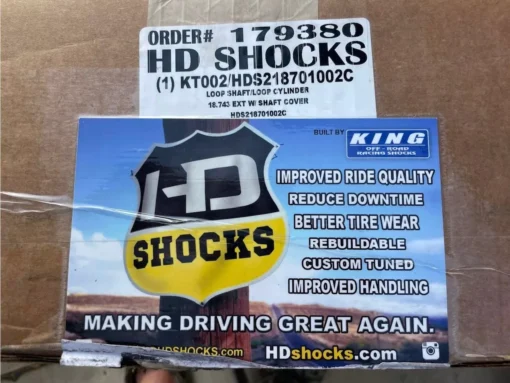 ORDER# 179380
HD SHOCKS
(1) KT002/HDS218701002C
LOOP SHAFT/LOOP CYLINDER
18.743 EXT W/ SHAFT COVER
HDS218701002C
BUILT BY KING
OFF-ROAD
RACING SHOCKS
HD
SHOCKS
IMPROVED RIDE QUALITY
REDUCE DOWNTIME
BETTER TIRE WEAR
REBUILDABLE
CUSTOM TUNED
IMPROVED HANDLING
MAKING DRIVING GREAT AGAIN.
HDSHOCKS.com
HDshocks.com